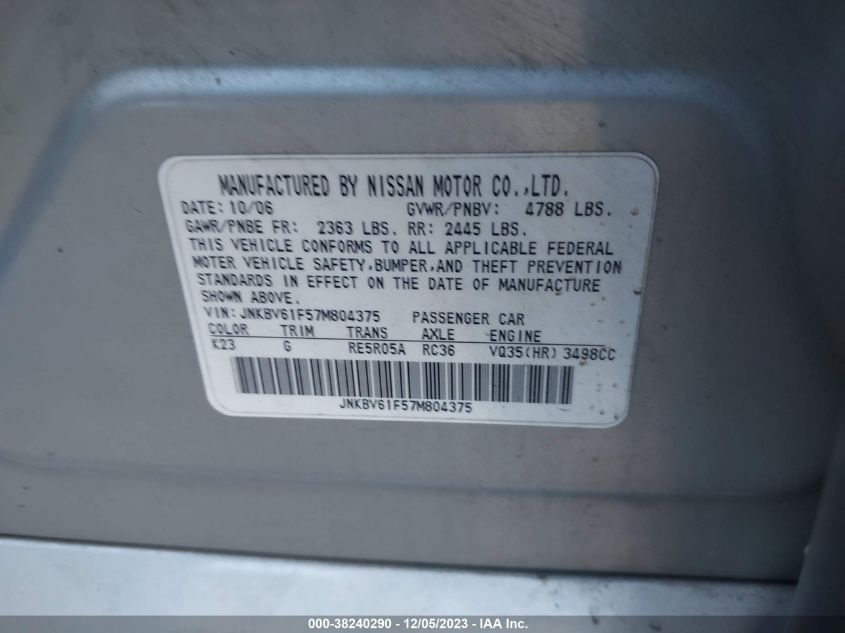 MANUFACTURED BY NISSAN MOTOR CO.,LTD.
DATE: 10/06 GVWR/PNBV: 4788 LBS.
GAWR/PNBE FR: 2363 LBS. RR: 2445 LBS.
THIS VEHICLE CONFORMS TO ALL APPLICABLE FEDERAL
MOTER VEHICLE SAFETY,BUMPER,AND THEFT PREVENTION
STANDARDS IN EFFECT ON THE DATE OF MANUFACTURE
SHOWN ABOVE.
VIN: JNKBV61F57M804375 PASSENGER CAR
COLOR TRIM TRANS AXLE ENGINE
K23 G RE5R05A RC36 VQ35(HR) 3498CC
JNKBV61F57M804375
000-38240290 - 12/05/2023 - IAA Inc.